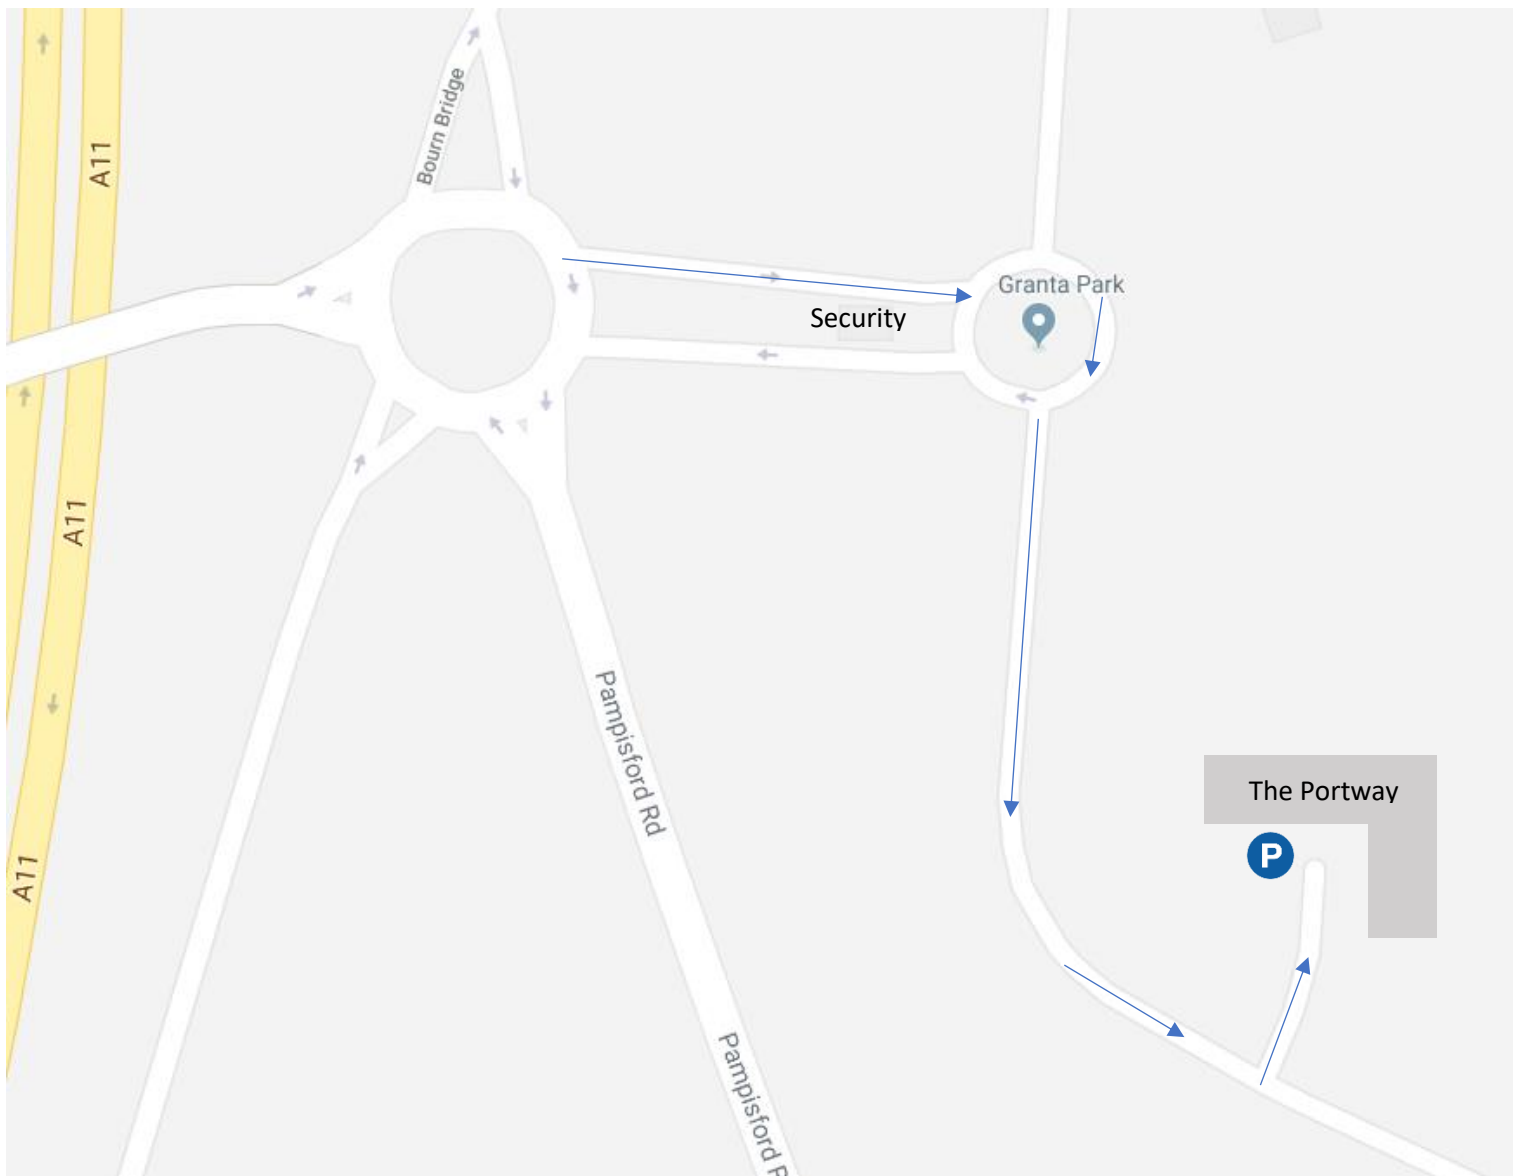 A11
Bourn Bridge
Granta Park
Security
A11
Pampisford Rd
The Portway
P
A11
Pampisford R